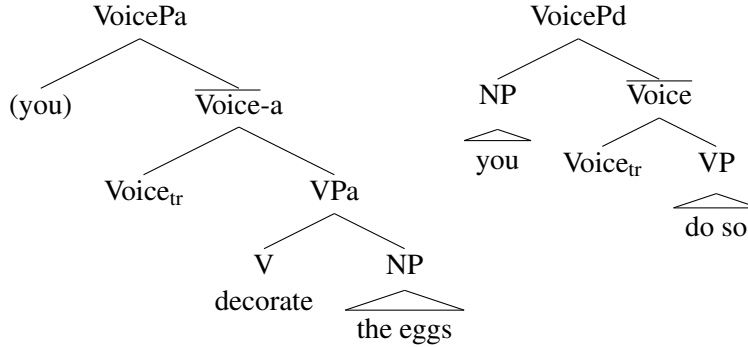 VoicePa VoicePd
(you) Voice-a NP Voice
you Voicetr VP
Voicetr VPa
do so
V NP
decorate the eggs